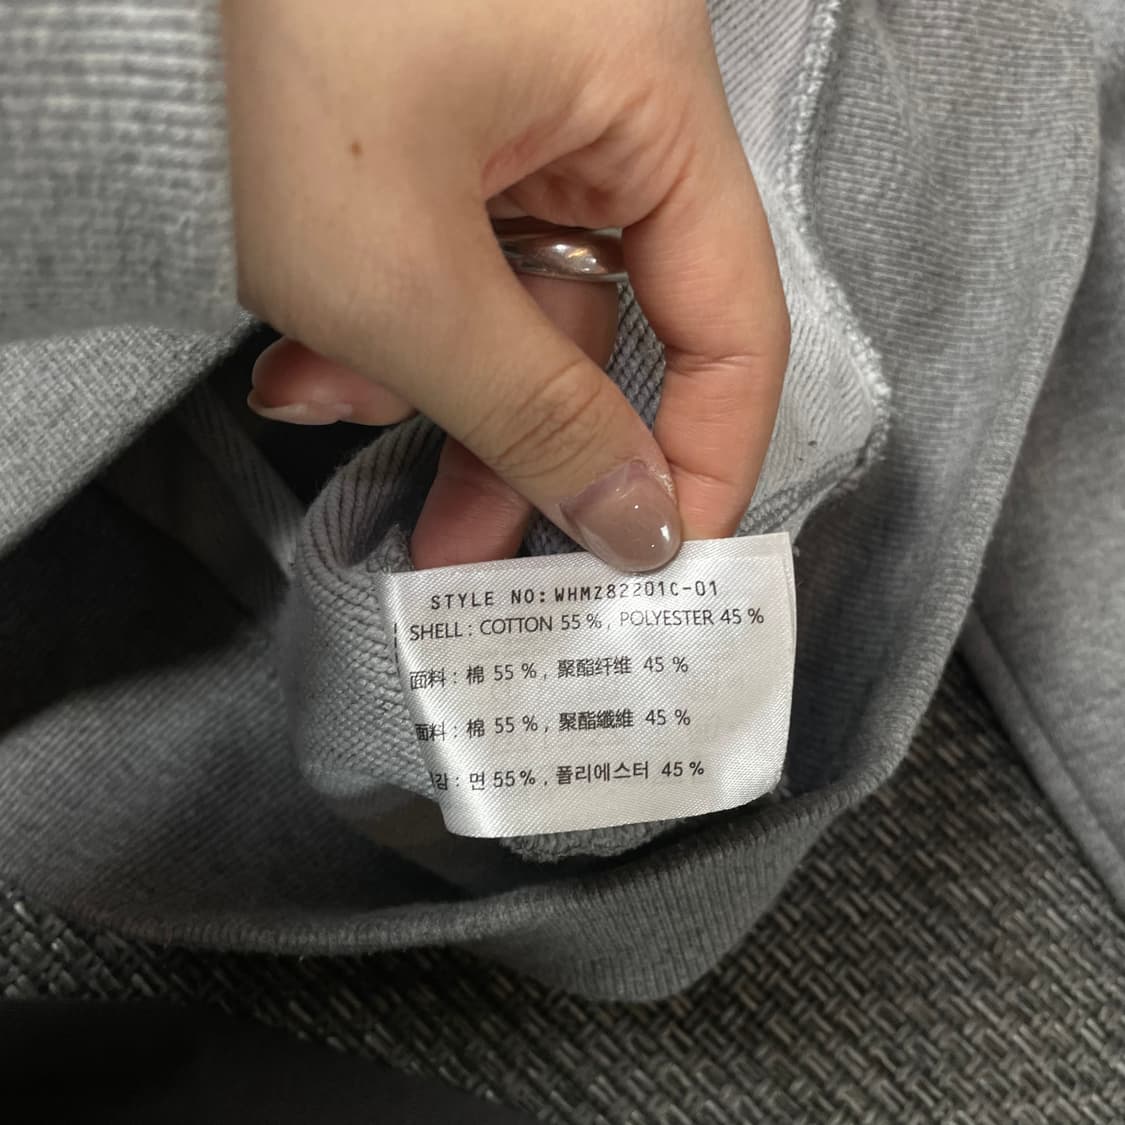 STYLE NO: WHMZ82201C-01
SHELL : COTTON 55 % , POLYESTER 45 %
面料 : 棉 55 % , 聚酯纤维 45 %
面料 : 棉 55 % , 聚酯纖維 45 %
감 : 면 55% , 폴리에스터 45 %